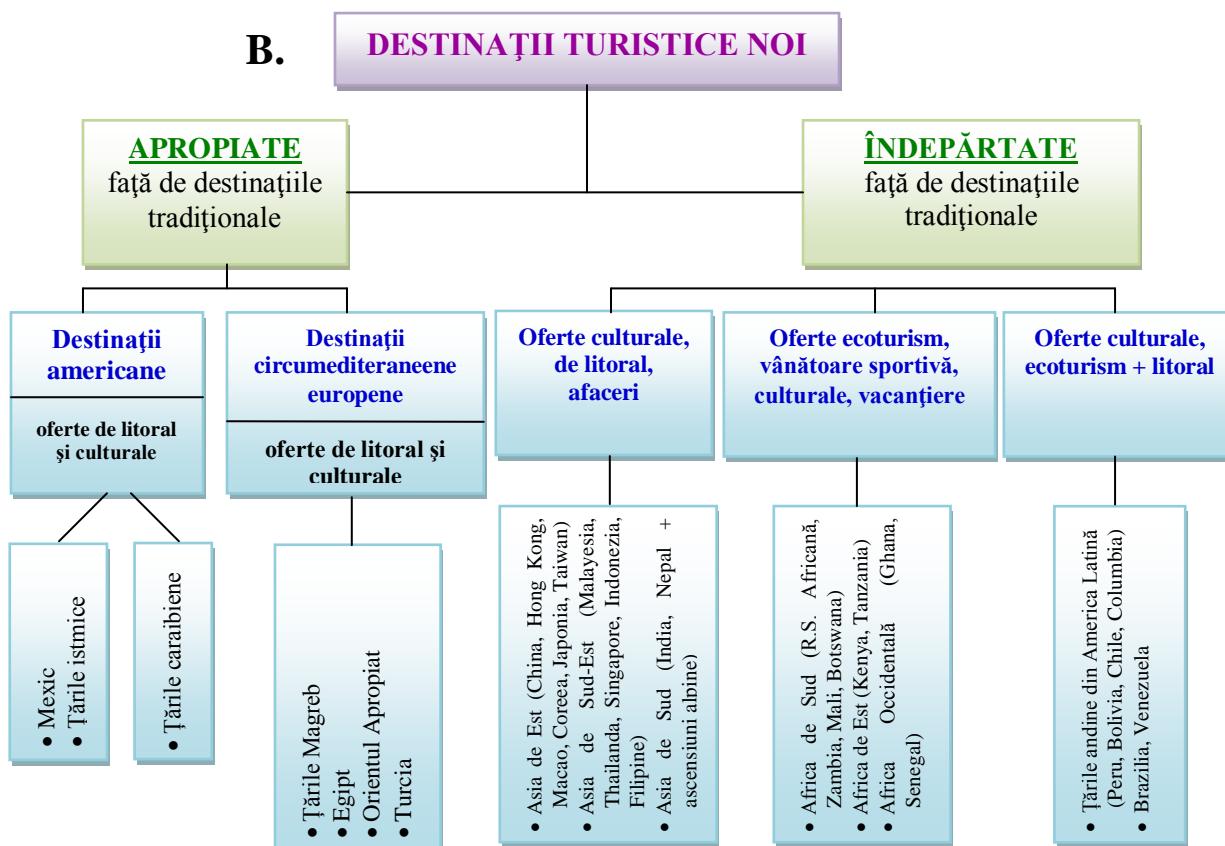 B.
DESTINAŢII TURISTICE NOI
APROPIATE
faţă de destinaţiile
tradiţionale
ÎNDEPĂRTATE
faţă de destinaţiile
tradiţionale
Destinaţii
americane
oferte de litoral
şi culturale
Destinaţii
circumediteraneene
europene
oferte de litoral şi
culturale
Oferte culturale,
de litoral,
afaceri
Oferte ecoturism,
vânătoare sportivă,
culturale, vacanţiere
Oferte culturale,
ecoturism + litoral
• Mexic
• Ţările istmice
• Ţările caraibiene
• Ţările Magreb
• Egipt
• Orientul Apropiat
• Turcia
• Asia de Est (China, Hong Kong,
Macao, Coreea, Japonia, Taiwan)
• Asia de Sud-Est (Malayesia,
Thailanda, Singapore, Indonezia,
Filipine)
• Asia de Sud (India, Nepal +
ascensiuni alpine)
• Africa de Sud (R.S. Africană,
Zambia, Mali, Botswana)
• Africa de Est (Kenya, Tanzania)
• Africa Occidentală (Ghana,
Senegal)
• Ţările andine din America Latină
(Peru, Bolivia, Chile, Columbia)
• Brazilia, Venezuela